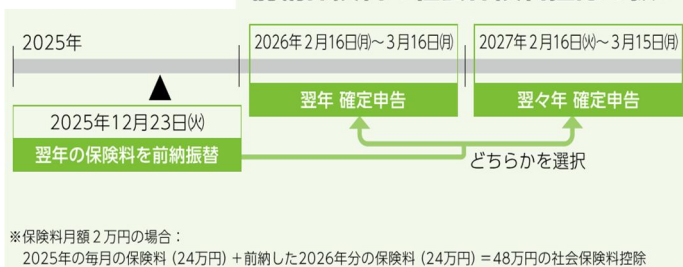 2025年
2026年2月16日㈪～3月16日㈪
2027年2月16日㈫～3月15日㈪
翌年 確定申告
翌々年 確定申告
2025年12月23日㈫
翌年の保険料を前納振替
どちらかを選択
※保険料月額2万円の場合：
2025年の毎月の保険料（24万円）＋前納した2026年分の保険料（24万円）＝48万円の社会保険料控除